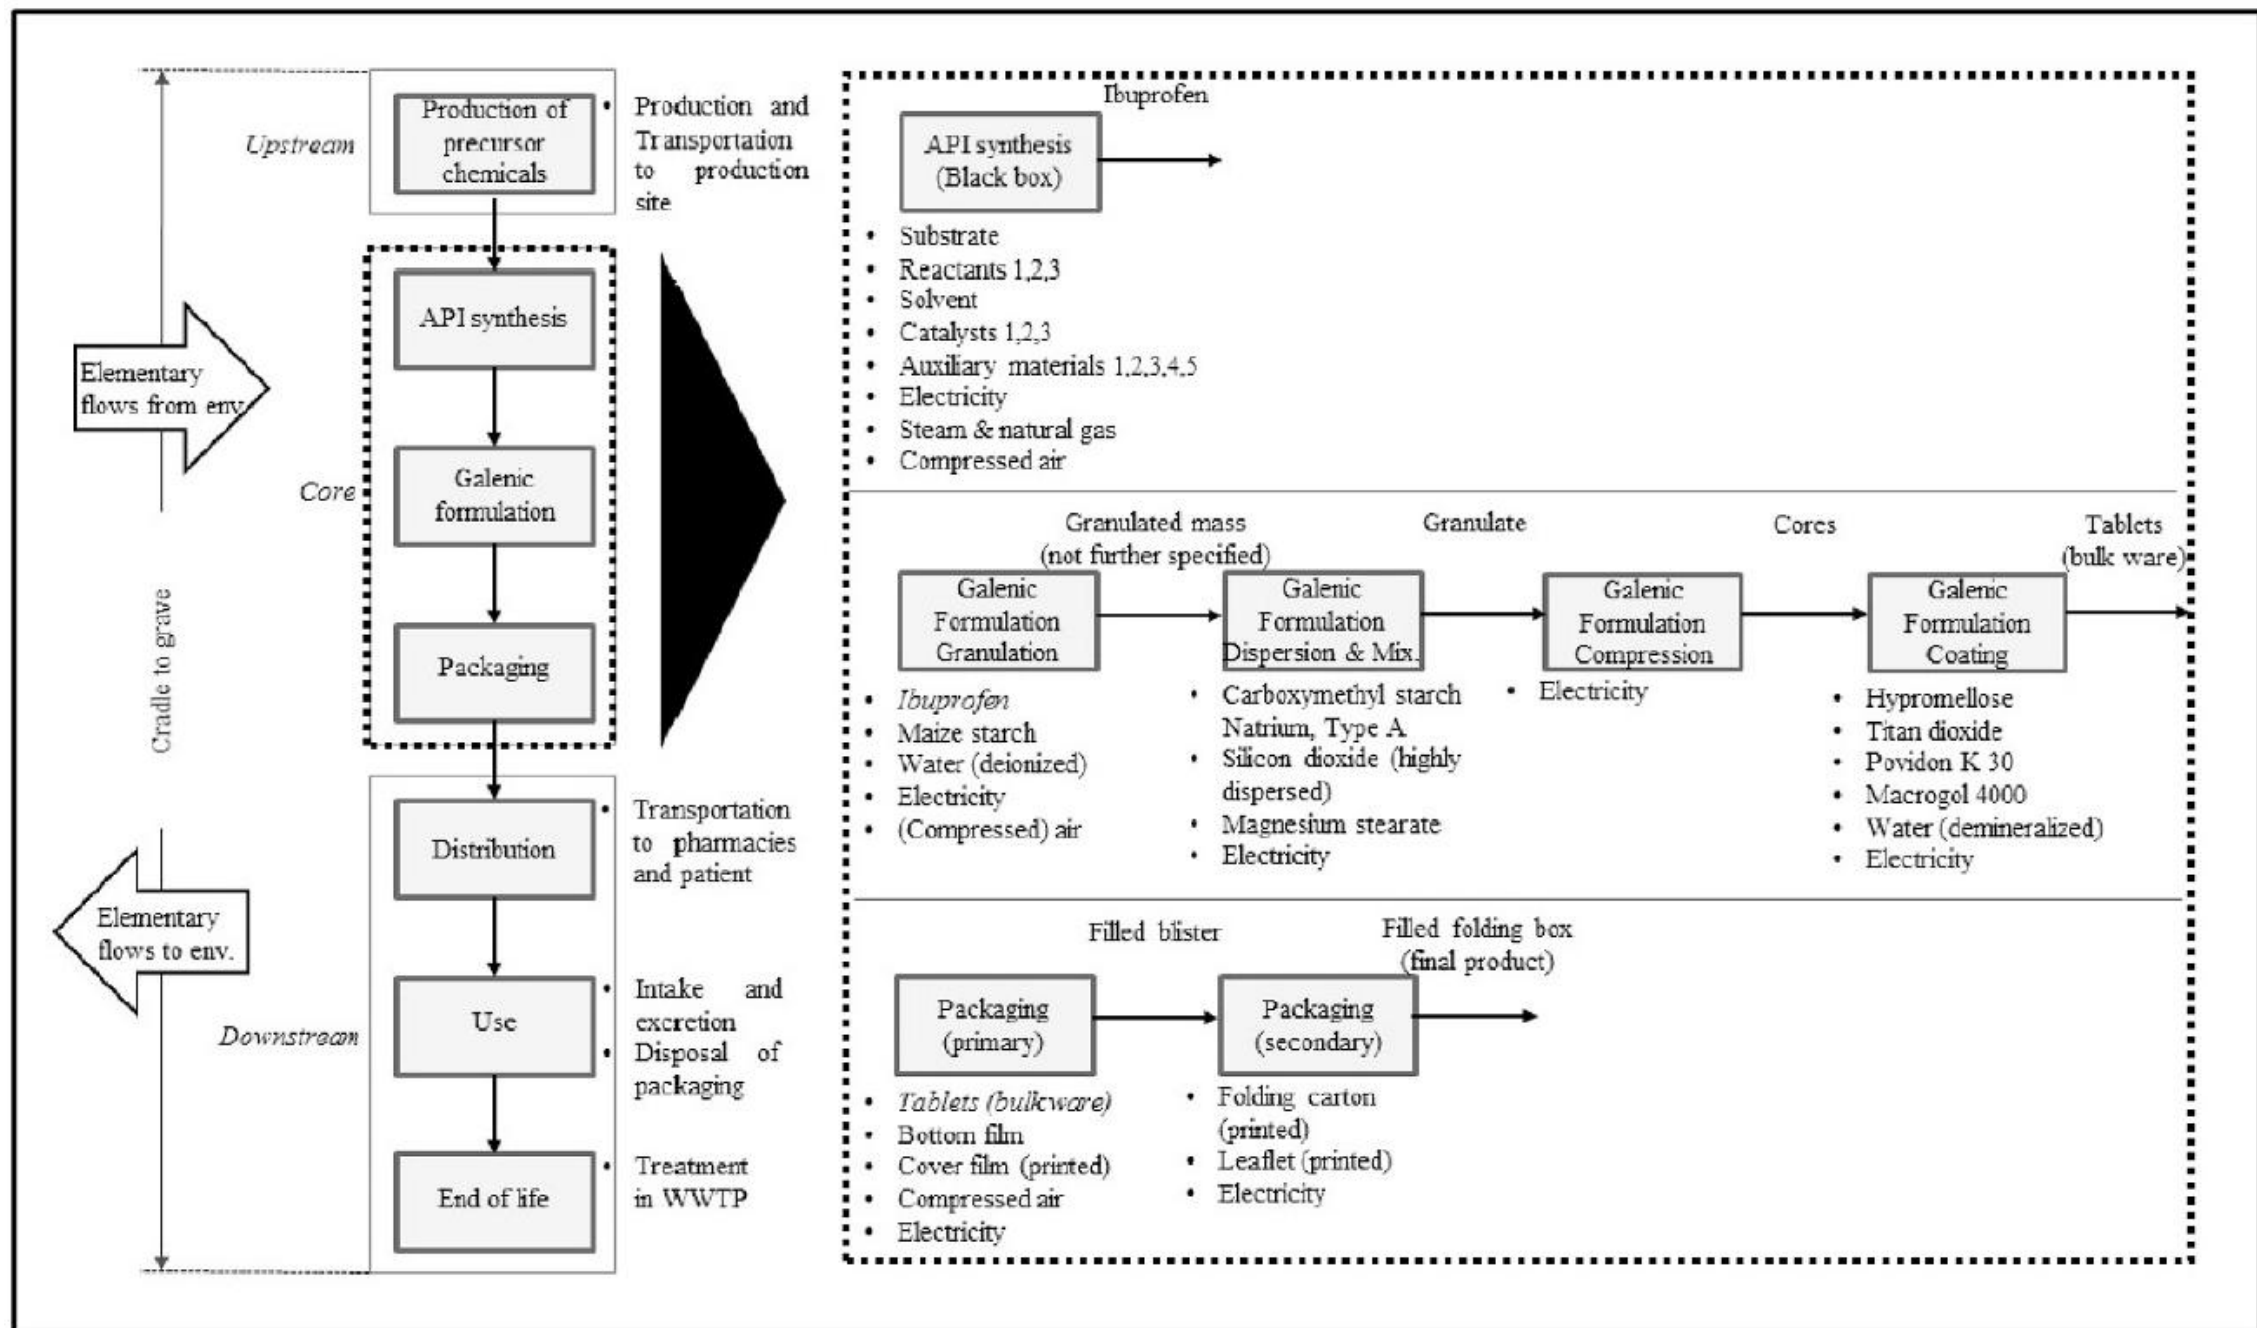 Upstream
Production of
precursor
chemicals
• Production and
Transportation
to production
site
Elementary
flows from env.
Cradle to grave
Core
API synthesis
Galenic
formulation
Packaging
Elementary
flows to env.
Downstream
Distribution
• Transportation
to pharmacies
and patient
Use
• Intake and
excretion
• Disposal of
packaging
End of life
• Treatment
in WWTP
Ibuprofen
API synthesis
(Black box)
• Substrate
• Reactants 1,2,3
• Solvent
• Catalysts 1,2,3
• Auxiliary materials 1,2,3,4,5
• Electricity
• Steam & natural gas
• Compressed air
Granulated mass
(not further specified)
Granulate
Cores
Tablets
(bulk ware)
Galenic
Formulation
Granulation
• Ibuprofen
• Maize starch
• Water (deionized)
• Electricity
• (Compressed) air
Galenic
Formulation
Dispersion & Mix.
• Carboxymethyl starch
Natrium, Type A
• Silicon dioxide (highly
dispersed)
• Magnesium stearate
• Electricity
Galenic
Formulation
Compression
• Electricity
Galenic
Formulation
Coating
• Hypromellose
• Titan dioxide
• Povidon K 30
• Macrogol 4000
• Water (demineralized)
• Electricity
Filled blister
Filled folding box
(final product)
Packaging
(primary)
• Tablets (bulkware)
• Bottom film
• Cover film (printed)
• Compressed air
• Electricity
Packaging
(secondary)
• Folding carton
(printed)
• Leaflet (printed)
• Electricity